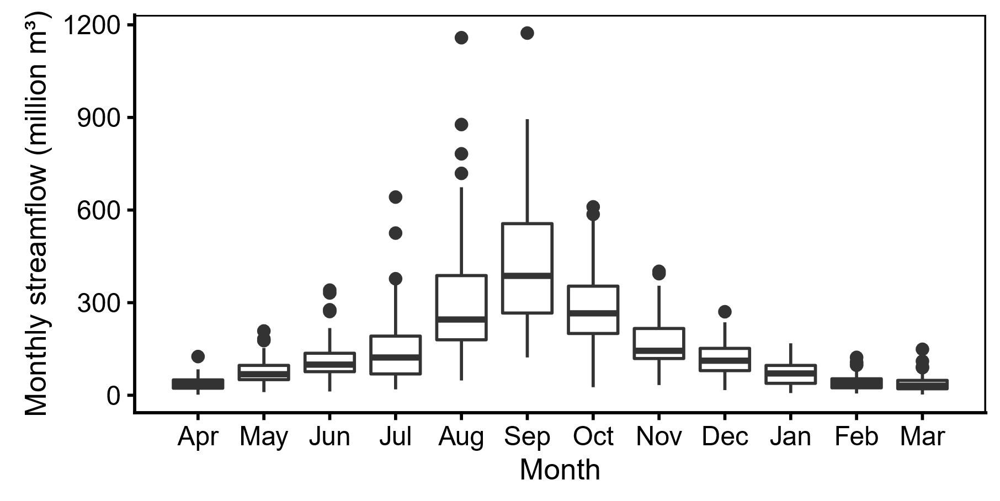 Monthly streamflow (million m³)
1200
900
600
300
0
Apr May Jun Jul Aug Sep Oct Nov Dec Jan Feb Mar
Month